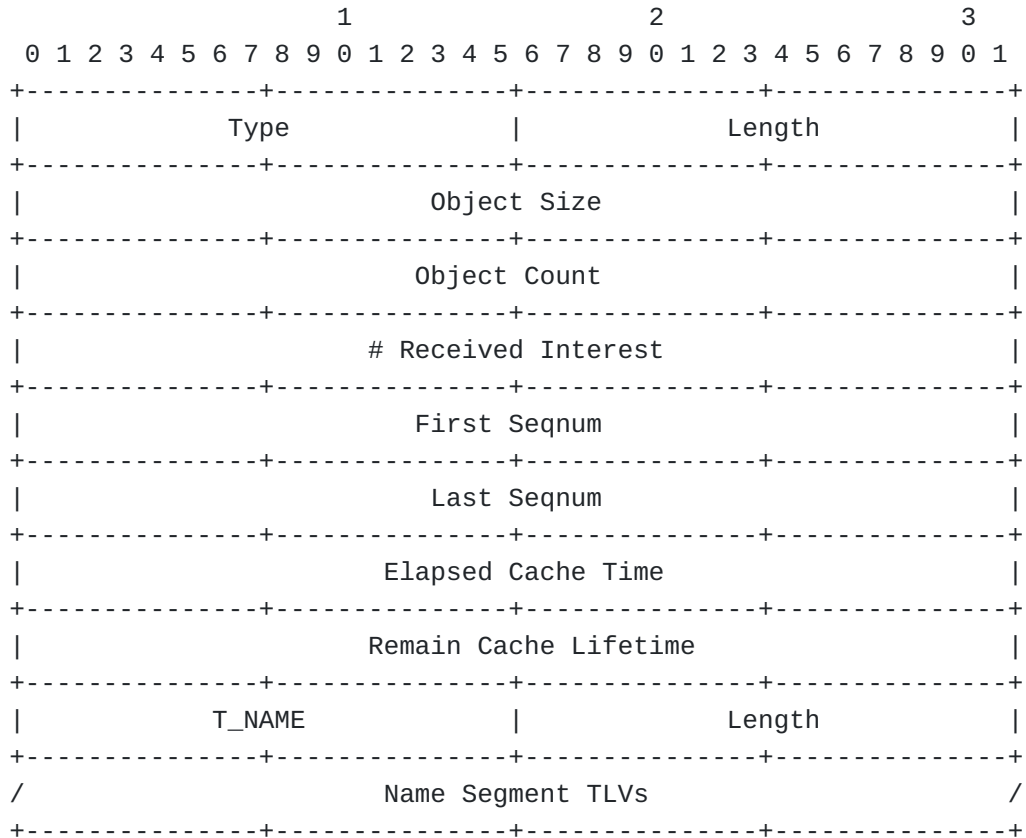 1                   2                   3
 0 1 2 3 4 5 6 7 8 9 0 1 2 3 4 5 6 7 8 9 0 1 2 3 4 5 6 7 8 9 0 1
+---------------+---------------+---------------+---------------+
|             Type              |             Length            |
+---------------+---------------+---------------+---------------+
|                          Object Size                          |
+---------------+---------------+---------------+---------------+
|                         Object Count                          |
+---------------+---------------+---------------+---------------+
|                      # Received Interest                      |
+---------------+---------------+---------------+---------------+
|                         First Seqnum                          |
+---------------+---------------+---------------+---------------+
|                          Last Seqnum                          |
+---------------+---------------+---------------+---------------+
|                       Elapsed Cache Time                      |
+---------------+---------------+---------------+---------------+
|                      Remain Cache Lifetime                    |
+---------------+---------------+---------------+---------------+
|            T_NAME             |             Length            |
+---------------+---------------+---------------+---------------+
/                       Name Segment TLVs                       /
+---------------+---------------+---------------+---------------+